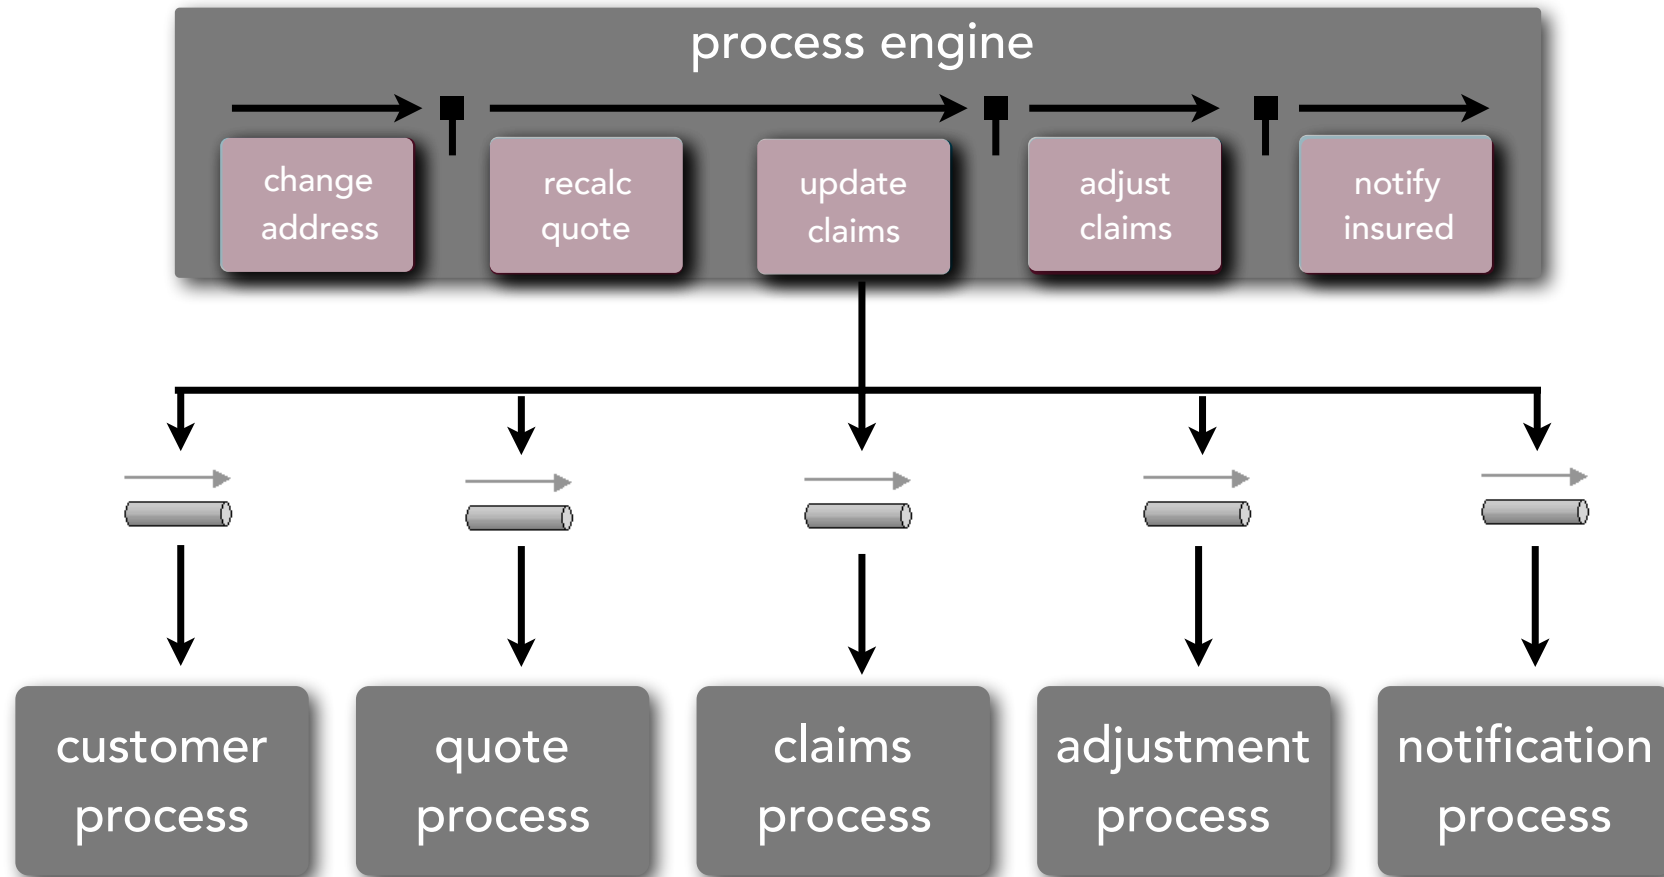 process engine
change
address
recalc
quote
update
claims
adjust
claims
notify
insured
customer
process
quote
process
claims
process
adjustment
process
notification
process